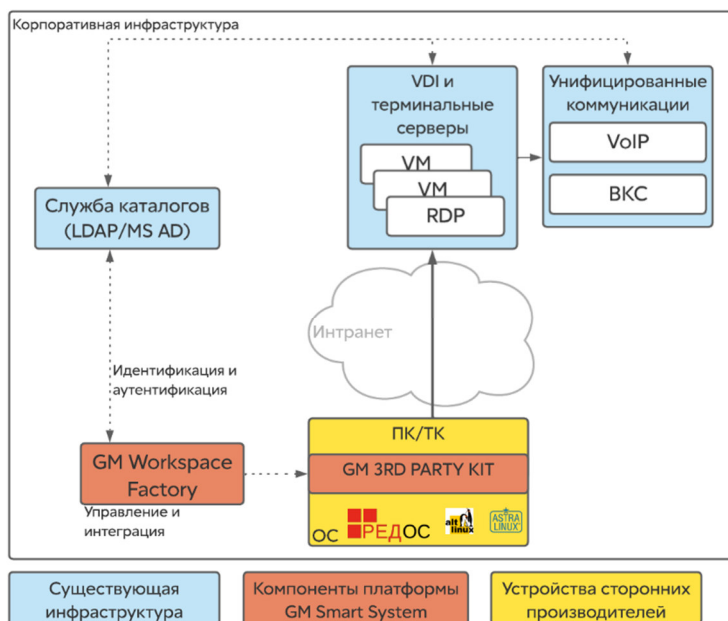 Корпоративная инфраструктура
VDI и
терминальные
серверы
VM
VM
RDP
Унифицированные
коммуникации
VoIP
ВКС
Служба каталогов
(LDAP/MS AD)
Интранет
Идентификация и
аутентификация
ПК/ТК
GM 3RD PARTY KIT
ОС
РЕДОС
alt
linux
ASTRA
LINUX
GM Workspace
Factory
Управление и
интеграция
Существующая
инфраструктура
Компоненты платформы
GM Smart System
Устройства сторонних
производителей